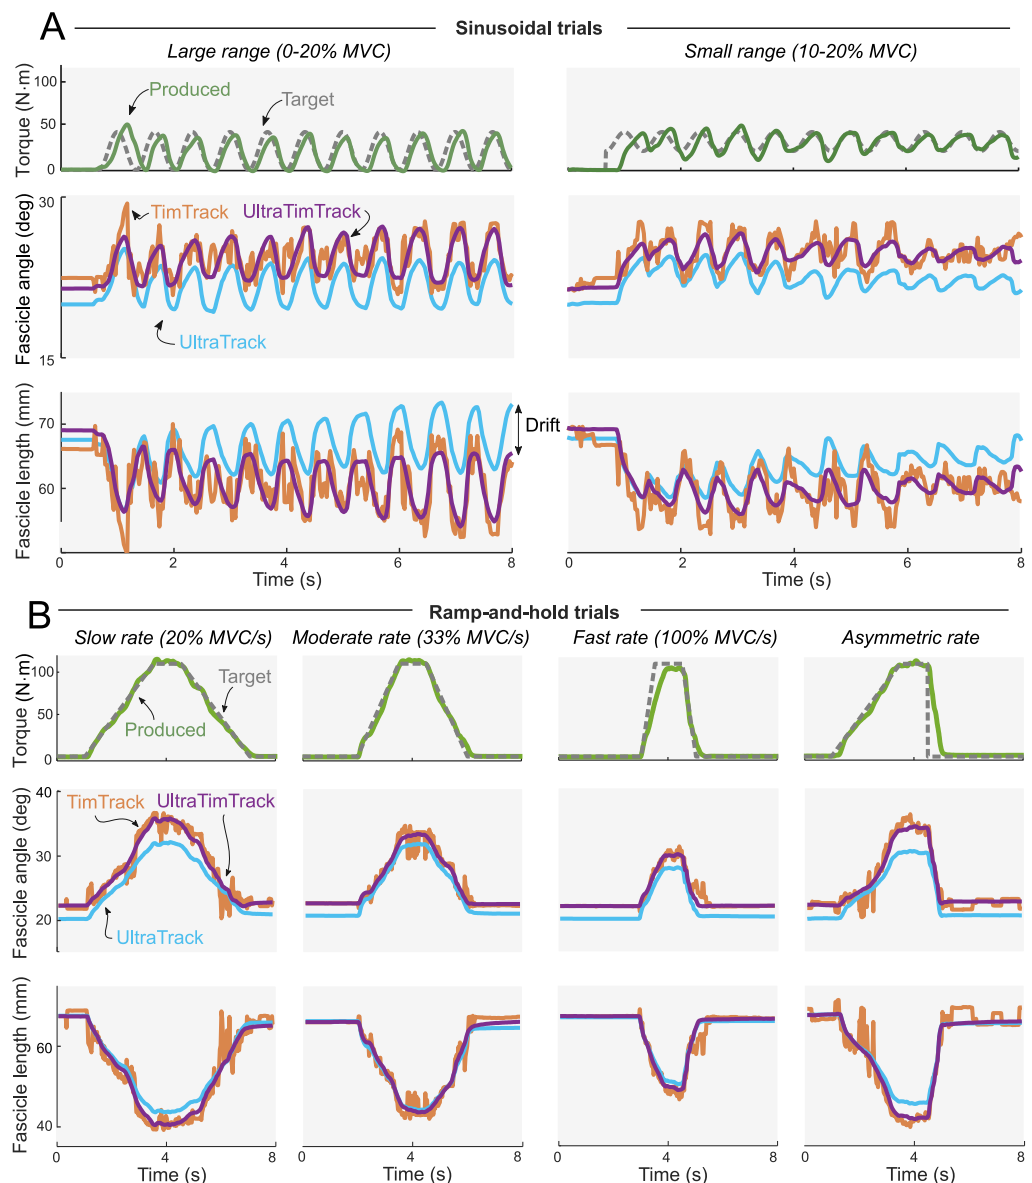 A
Sinusoidal trials
Large range (0-20% MVC)
Small range (10-20% MVC)
Torque (N·m)
100
50
0
Produced
Target
Fascicle angle (deg)
30
15
TimTrack
UltraTimTrack
UltraTrack
Fascicle length (mm)
70
60
Drift
0
2
4
6
8
Time (s)
0
2
4
6
8
Time (s)
B
Ramp-and-hold trials
Slow rate (20% MVC/s)
Moderate rate (33% MVC/s)
Fast rate (100% MVC/s)
Asymmetric rate
Torque (N·m)
100
50
0
Target
Produced
Fascicle angle (deg)
40
30
20
TimTrack
UltraTimTrack
UltraTrack
Fascicle length (mm)
60
40
0
4
8
Time (s)
0
4
8
Time (s)
0
4
8
Time (s)
0
4
8
Time (s)